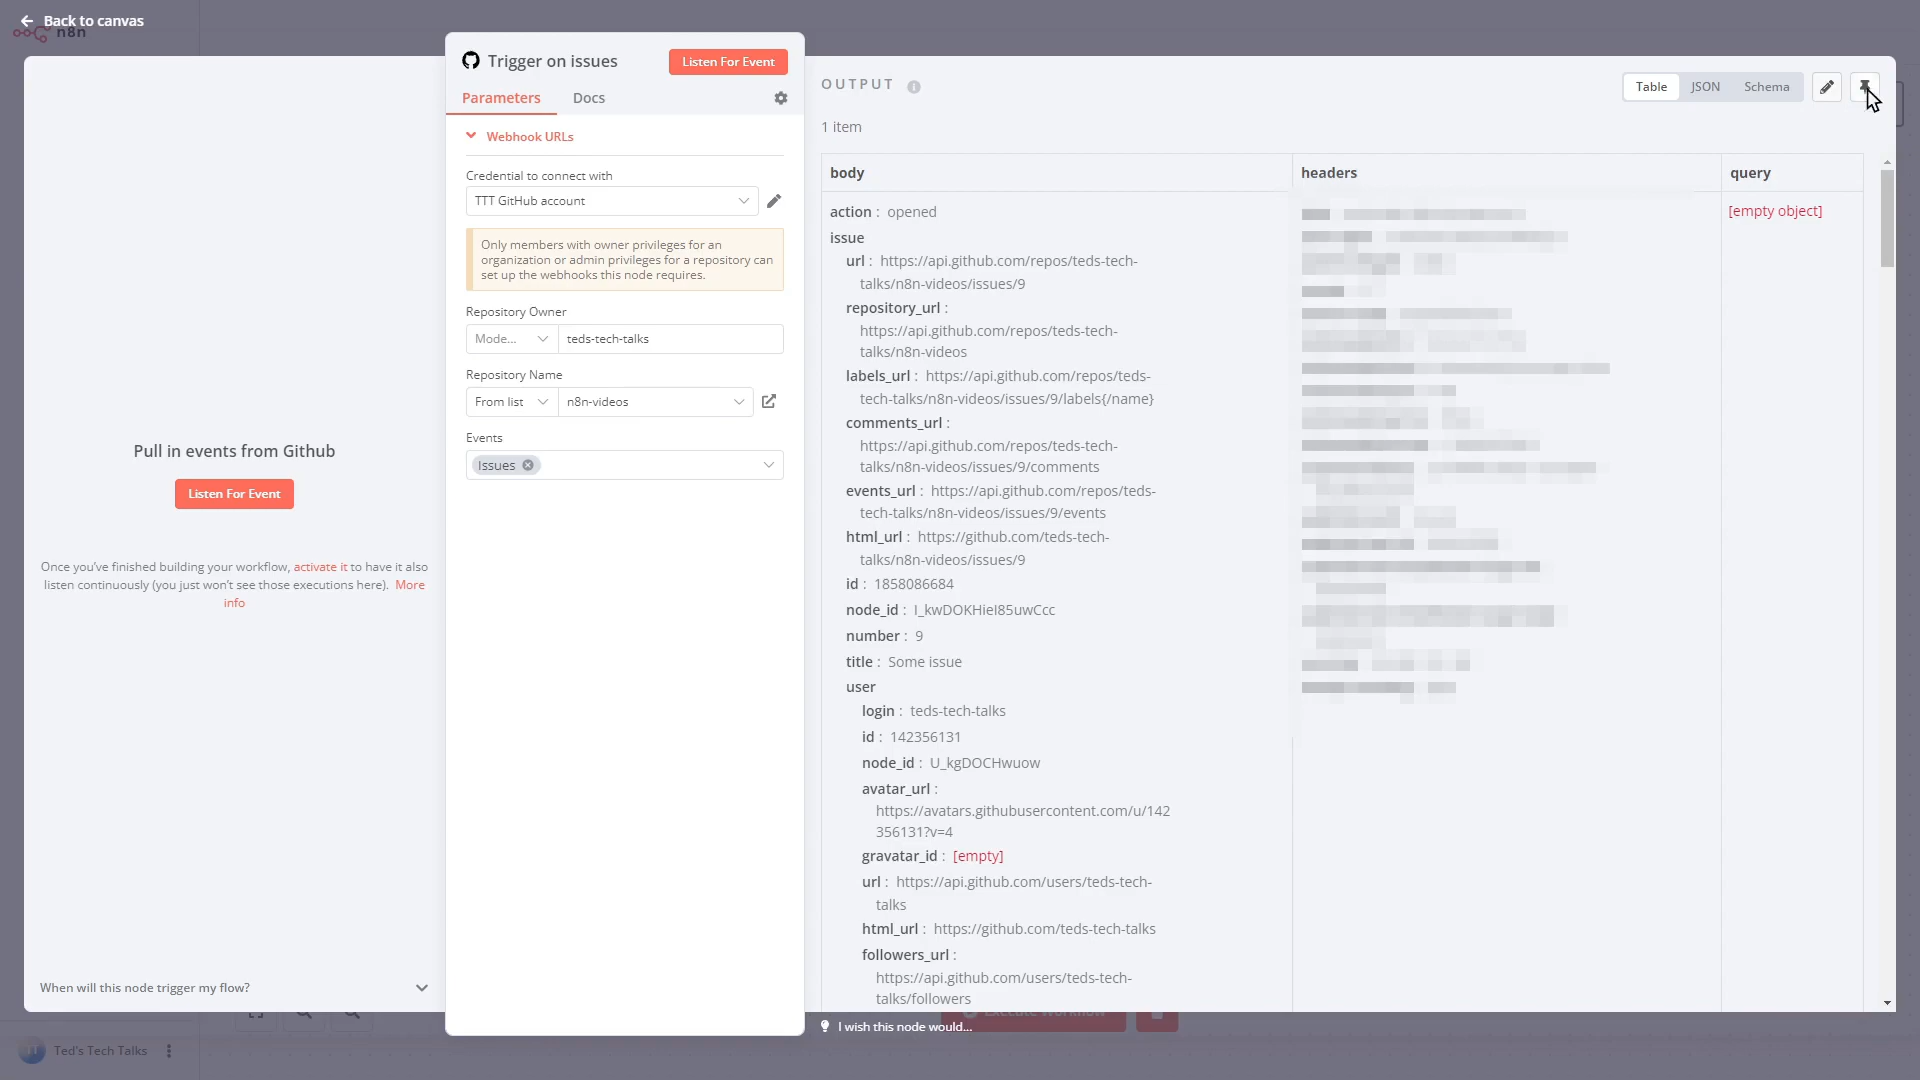 Back to canvas
n8n
Trigger on issues
Listen For Event
Parameters
Docs
Webhook URLs
Credential to connect with
TTT GitHub account
Only members with owner privileges for an
organization or admin privileges for a repository can
set up the webhooks this node requires.
Repository Owner
Mode...
teds-tech-talks
Repository Name
From list
n8n-videos
Events
Issues
Pull in events from Github
Listen For Event
Once you've finished building your workflow, activate it to have it also
listen continuously (you just won't see those executions here). More
info
When will this node trigger my flow?
Ted's Tech Talks
OUTPUT
Table
JSON
Schema
1 item
body
headers
query
action : opened
[empty object]
issue
url : https://api.github.com/repos/teds-tech-
talks/n8n-videos/issues/9
repository_url :
https://api.github.com/repos/teds-tech-
talks/n8n-videos
labels_url : https://api.github.com/repos/teds-
tech-talks/n8n-videos/issues/9/labels{/name}
comments_url :
https://api.github.com/repos/teds-tech-
talks/n8n-videos/issues/9/comments
events_url : https://api.github.com/repos/teds-
tech-talks/n8n-videos/issues/9/events
html_url : https://github.com/teds-tech-
talks/n8n-videos/issues/9
id : 1858086684
node_id : I_kwDOKHieI85uwCcc
number : 9
title : Some issue
user
login : teds-tech-talks
id : 142356131
node_id : U_kgDOCHwuow
avatar_url :
https://avatars.githubusercontent.com/u/142
356131?v=4
gravatar_id : [empty]
url : https://api.github.com/users/teds-tech-
talks
html_url : https://github.com/teds-tech-talks
followers_url :
https://api.github.com/users/teds-tech-
talks/followers
Execute Workflow
I wish this node would...